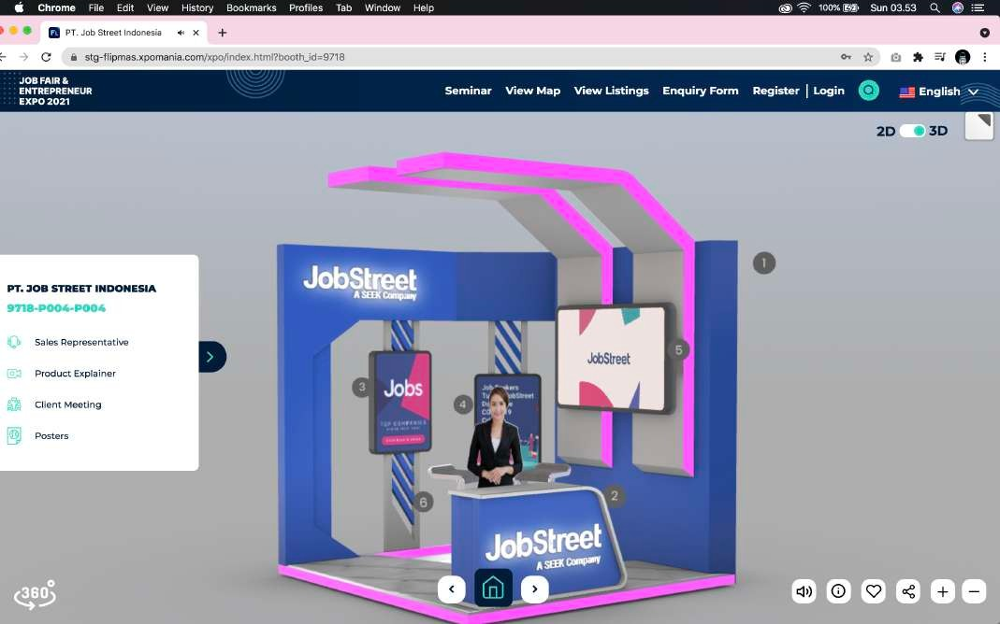 Chrome File Edit View History Bookmarks Profiles Tab Window Help 100% Sun 03.53
PT. Job Street Indonesia
stg-flipmas.xpomania.com/xpo/index.html?booth_id=9718
JOB FAIR &
ENTREPRENEUR
EXPO 2021
Seminar View Map View Listings Enquiry Form Register Login English
2D 3D
PT. JOB STREET INDONESIA
9718-P004-P004
Sales Representative
Product Explainer
Client Meeting
Posters
JobStreet
A SEEK Company
1
JobStreet
5
3
Jobs
TOP COMPANIES
4
6
2
JobStreet
A SEEK Company
360°